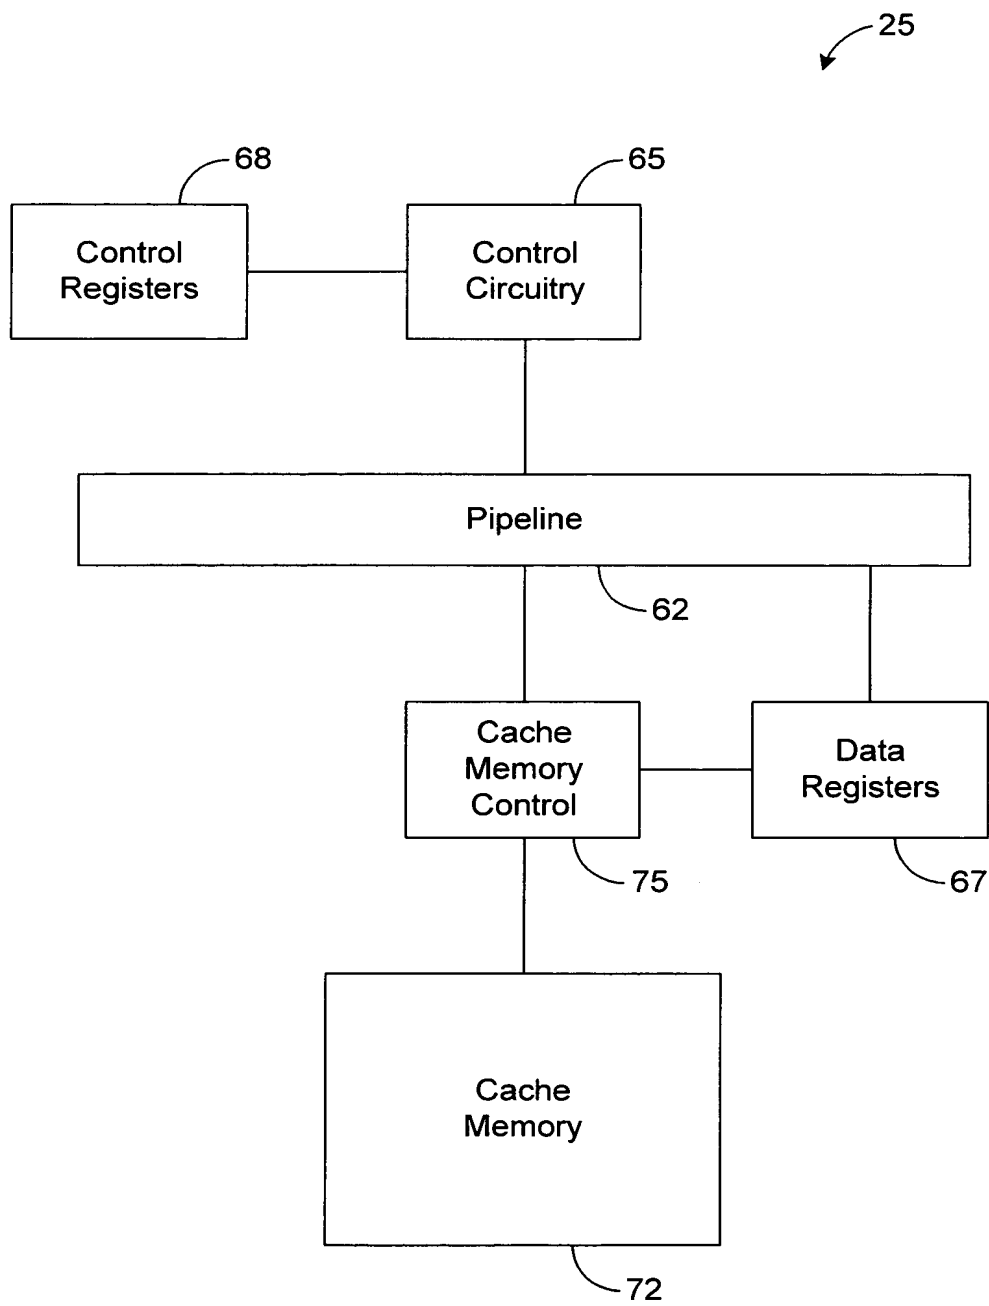 25
68
65
Control
Registers
Control
Circuitry
Pipeline
62
Cache
Memory
Control
Data
Registers
75
67
Cache
Memory
72